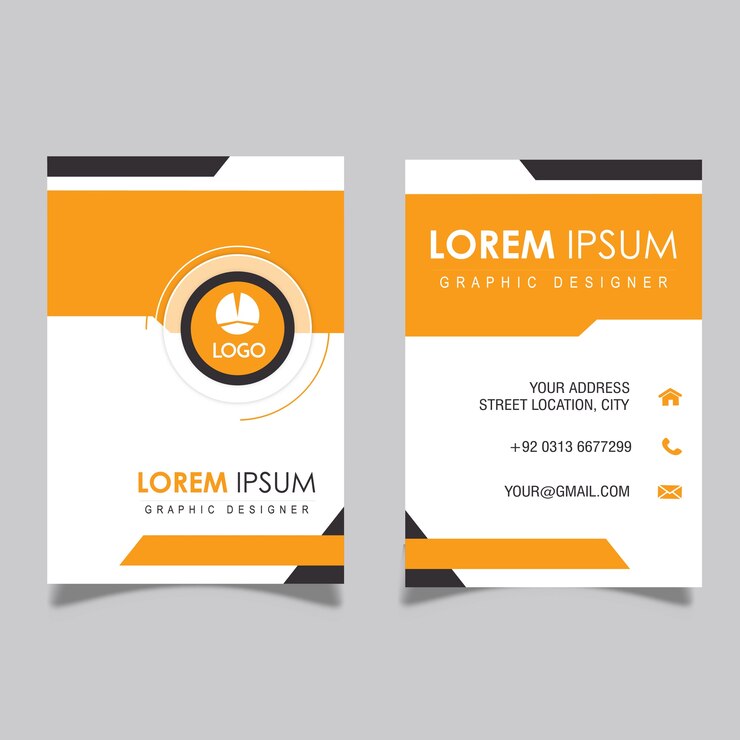 LOGO
LOREM IPSUM
GRAPHIC DESIGNER
LOREM IPSUM
GRAPHIC DESIGNER
YOUR ADDRESS
STREET LOCATION, CITY
+92 0313 6677299
YOUR@GMAIL.COM